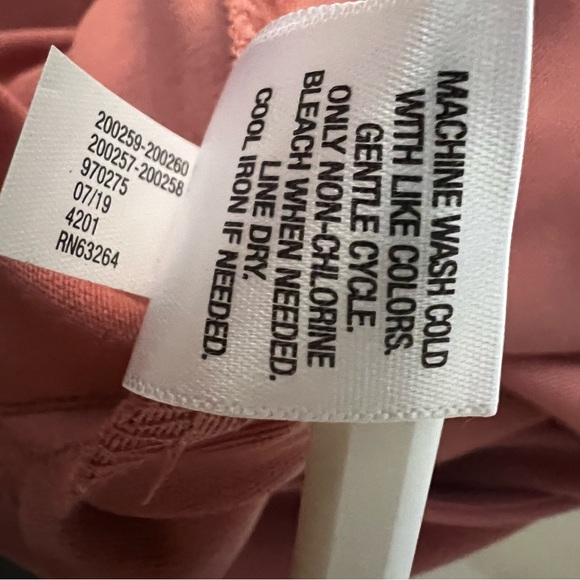 200259-200260
200257-200258
970275
07/19
4201
RN63264
MACHINE WASH COLD
WITH LIKE COLORS.
GENTLE CYCLE.
ONLY NON-CHLORINE
BLEACH WHEN NEEDED.
LINE DRY.
COOL IRON IF NEEDED.